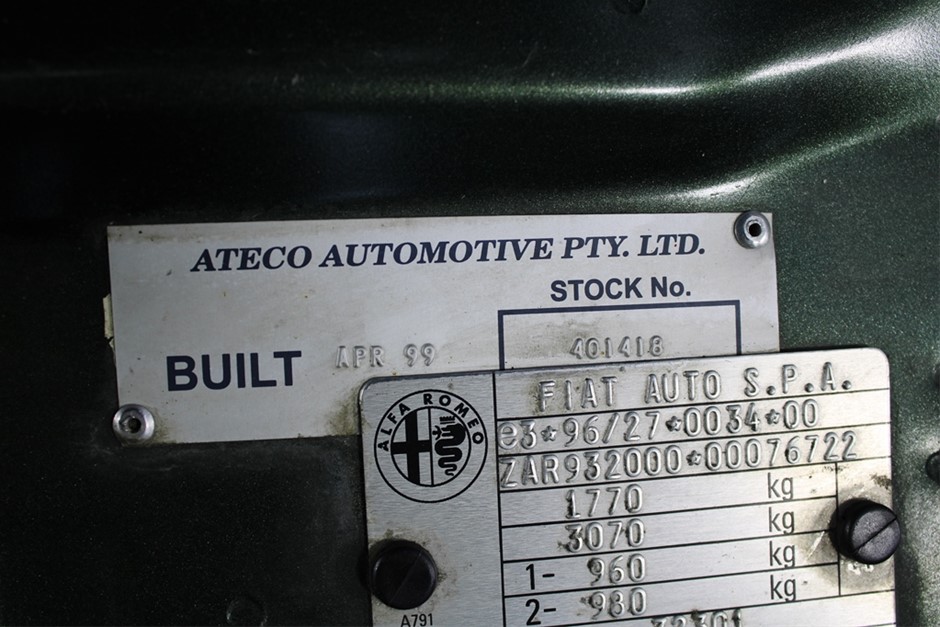 ATECO AUTOMOTIVE PTY. LTD.
STOCK No.
BUILT APR 99 401418
FIAT AUTO S.P.A.
ALFA ROMEO
e3*96/27*0034*00
ZAR932000*00076722
1770 kg
3070 kg
1- 960 kg
2- 980 kg
A791